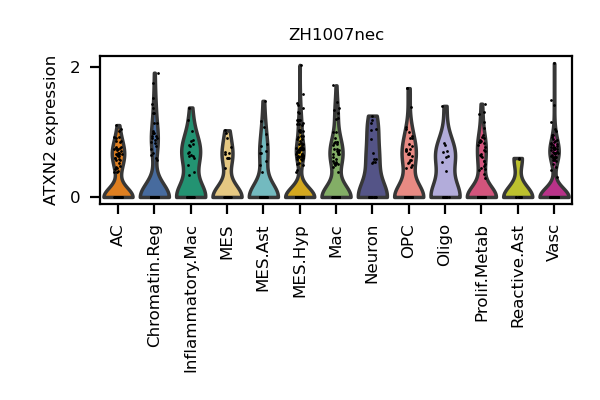 ZH1007nec
ATXN2 expression
2
0
AC
Chromatin.Reg
Inflammatory.Mac
MES
MES.Ast
MES.Hyp
Mac
Neuron
OPC
Oligo
Prolif.Metab
Reactive.Ast
Vasc